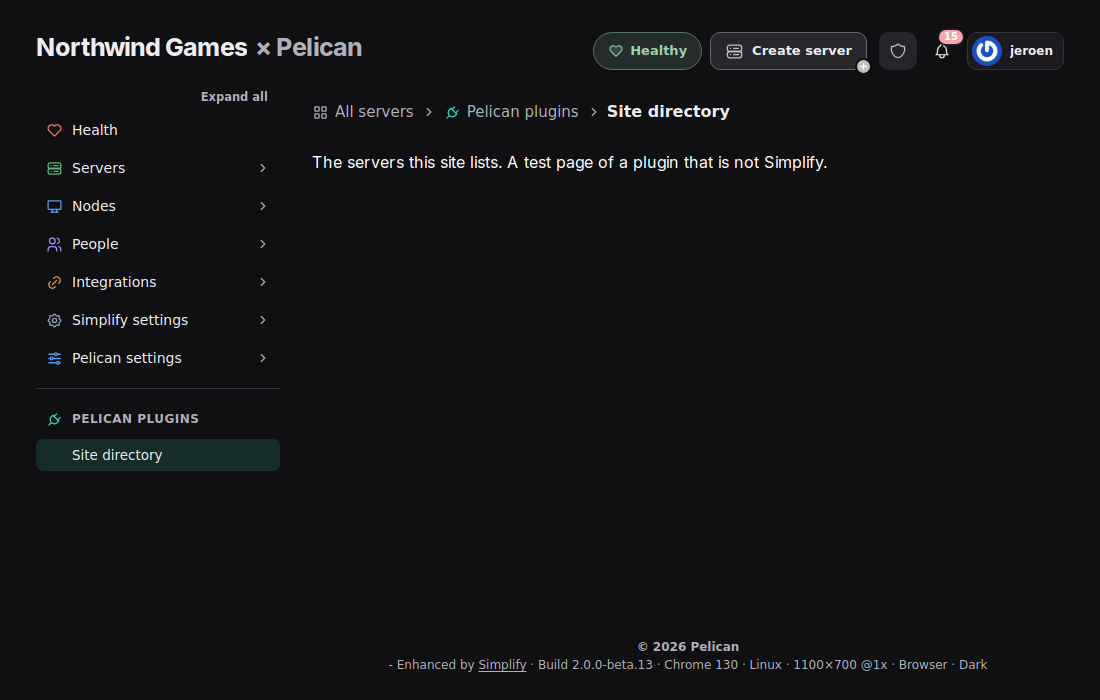 Northwind Games × Pelican
Healthy
Create server
15
jeroen
Expand all
Health
Servers
Nodes
People
Integrations
Simplify settings
Pelican settings
PELICAN PLUGINS
Site directory
All servers > Pelican plugins > Site directory
The servers this site lists. A test page of a plugin that is not Simplify.
© 2026 Pelican
- Enhanced by Simplify · Build 2.0.0-beta.13 · Chrome 130 · Linux · 1100×700 @1x · Browser · Dark